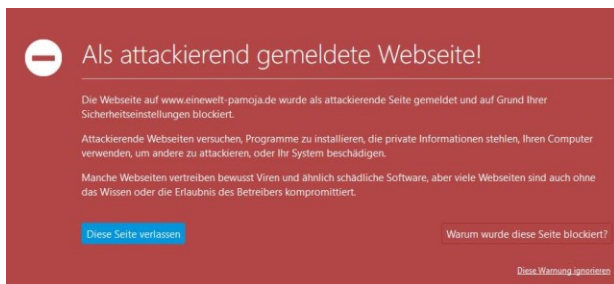 Als attackierend gemeldete Webseite!
Die Webseite auf www.einewelt-pamoja.de wurde als attackierende Seite gemeldet und auf Grund Ihrer
Sicherheitseinstellungen blockiert.
Attackierende Webseiten versuchen, Programme zu installieren, die private Informationen stehlen, Ihren Computer
verwenden, um andere zu attackieren, oder Ihr System beschädigen.
Manche Webseiten vertreiben bewusst Viren und ähnlich schädliche Software, aber viele Webseiten sind auch ohne
das Wissen oder die Erlaubnis des Betreibers kompromittiert.
Diese Seite verlassen
Warum wurde diese Seite blockiert?
Diese Warnung ignorieren